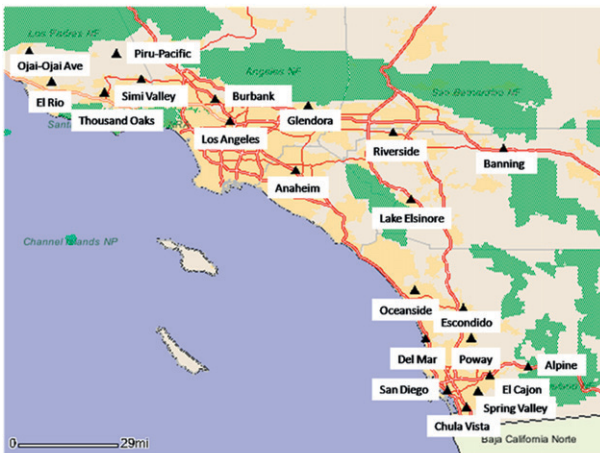 Los Padres NF
Piru-Pacific
Ojai-Ojai Ave
Angeles NF
San Bernardino NF
El Rio
Simi Valley
Burbank
Thousand Oaks
Glendora
Los Angeles
Riverside
Banning
Anaheim
Lake Elsinore
Channel Islands NP
Oceanside
Escondido
Del Mar
Poway
Alpine
San Diego
El Cajon
Spring Valley
Chula Vista
Baja California Norte
0 29mi